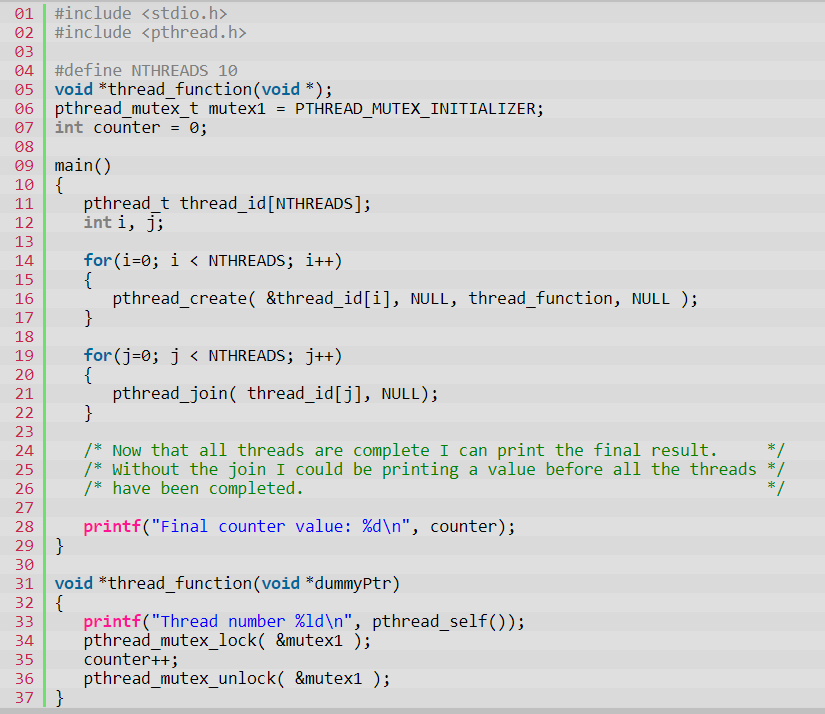 01 #include <stdio.h>
02 #include <pthread.h>
03
04 #define NTHREADS 10
05 void *thread_function(void *);
06 pthread_mutex_t mutex1 = PTHREAD_MUTEX_INITIALIZER;
07 int counter = 0;
08
09 main()
10 {
11    pthread_t thread_id[NTHREADS];
12    int i, j;
13
14    for(i=0; i < NTHREADS; i++)
15    {
16       pthread_create( &thread_id[i], NULL, thread_function, NULL );
17    }
18
19    for(j=0; j < NTHREADS; j++)
20    {
21       pthread_join( thread_id[j], NULL);
22    }
23
24    /* Now that all threads are complete I can print the final result.     */
25    /* Without the join I could be printing a value before all the threads */
26    /* have been completed.                                                */
27
28    printf("Final counter value: %d\n", counter);
29 }
30
31 void *thread_function(void *dummyPtr)
32 {
33    printf("Thread number %ld\n", pthread_self());
34    pthread_mutex_lock( &mutex1 );
35    counter++;
36    pthread_mutex_unlock( &mutex1 );
37 }